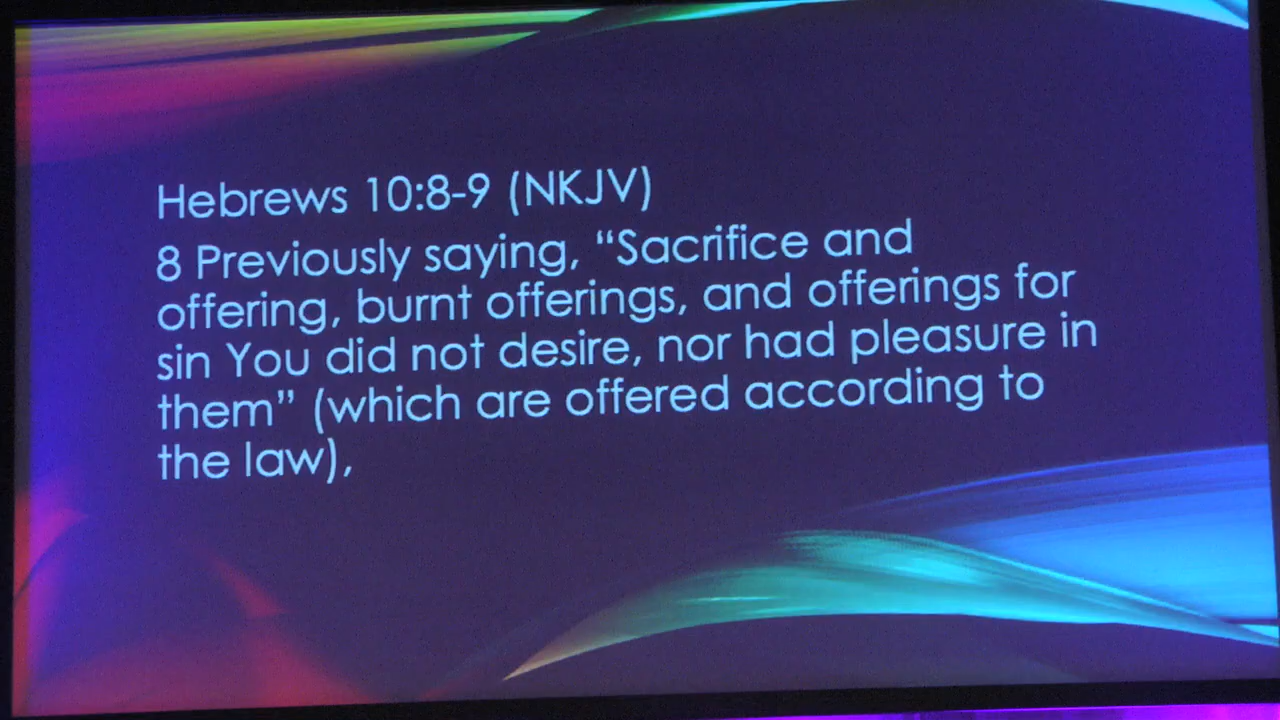 Hebrews 10:8-9 (NKJV)
8 Previously saying, “Sacrifice and
offering, burnt offerings, and offerings for
sin You did not desire, nor had pleasure in
them” (which are offered according to
the law),